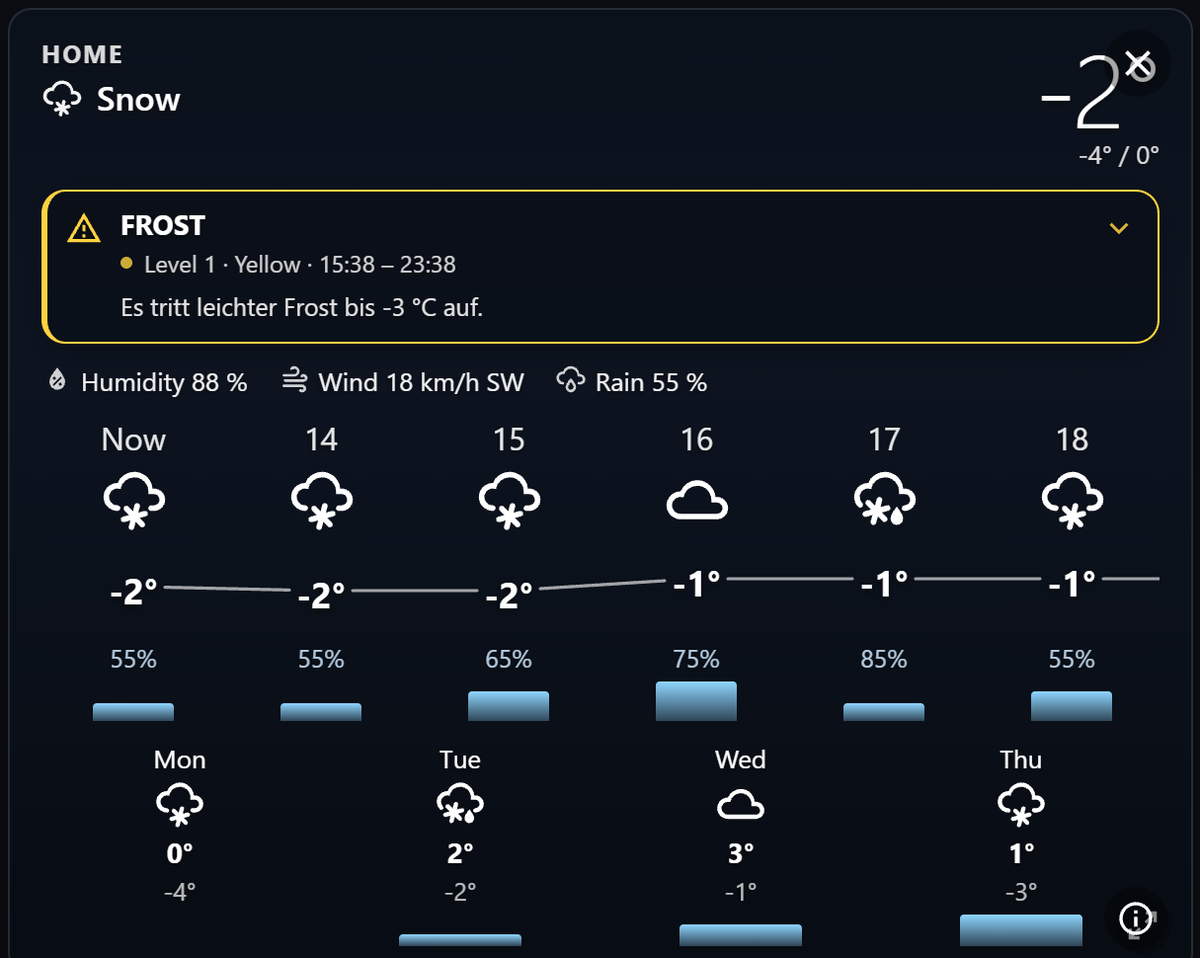 HOME
Snow
-2°
-4° / 0°
FROST
Level 1 · Yellow · 15:38 – 23:38
Es tritt leichter Frost bis -3 °C auf.
Humidity 88 % Wind 18 km/h SW Rain 55 %
Now 14 15 16 17 18
-2° -2° -2° -1° -1° -1°
55% 55% 65% 75% 85% 55%
Mon Tue Wed Thu
0° 2° 3° 1°
-4° -2° -1° -3°